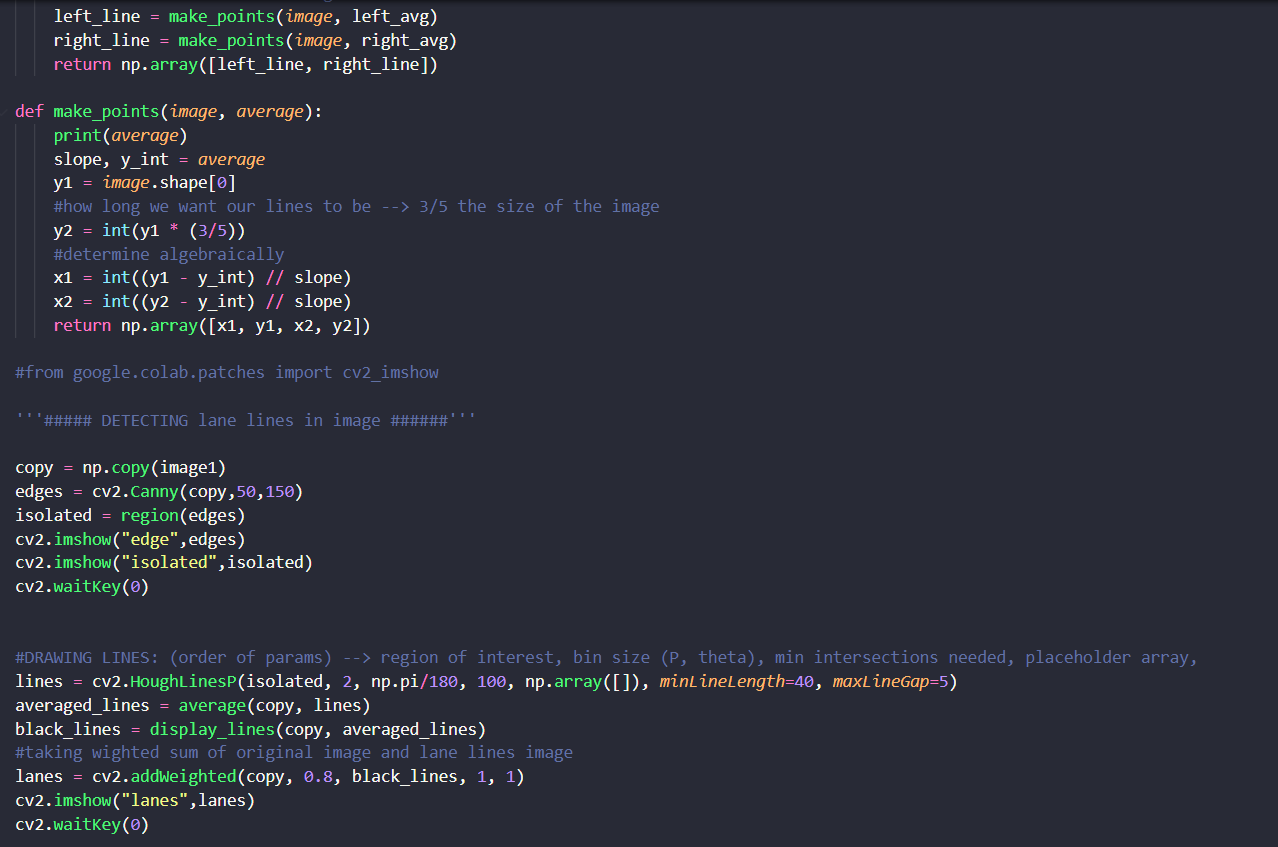 left_line = make_points(image, left_avg)
right_line = make_points(image, right_avg)
return np.array([left_line, right_line])
def make_points(image, average):
print(average)
slope, y_int = average
y1 = image.shape[0]
#how long we want our lines to be --> 3/5 the size of the image
y2 = int(y1 * (3/5))
#determine algebraically
x1 = int((y1 - y_int) // slope)
x2 = int((y2 - y_int) // slope)
return np.array([x1, y1, x2, y2])
#from google.colab.patches import cv2_imshow
'''##### DETECTING lane lines in image ######'''
copy = np.copy(image1)
edges = cv2.Canny(copy,50,150)
isolated = region(edges)
cv2.imshow("edge",edges)
cv2.imshow("isolated",isolated)
cv2.waitKey(0)
#DRAWING LINES: (order of params) --> region of interest, bin size (P, theta), min intersections needed, placeholder array,
lines = cv2.HoughLinesP(isolated, 2, np.pi/180, 100, np.array([]), minLineLength=40, maxLineGap=5)
averaged_lines = average(copy, lines)
black_lines = display_lines(copy, averaged_lines)
#taking wighted sum of original image and lane lines image
lanes = cv2.addWeighted(copy, 0.8, black_lines, 1, 1)
cv2.imshow("lanes",lanes)
cv2.waitKey(0)